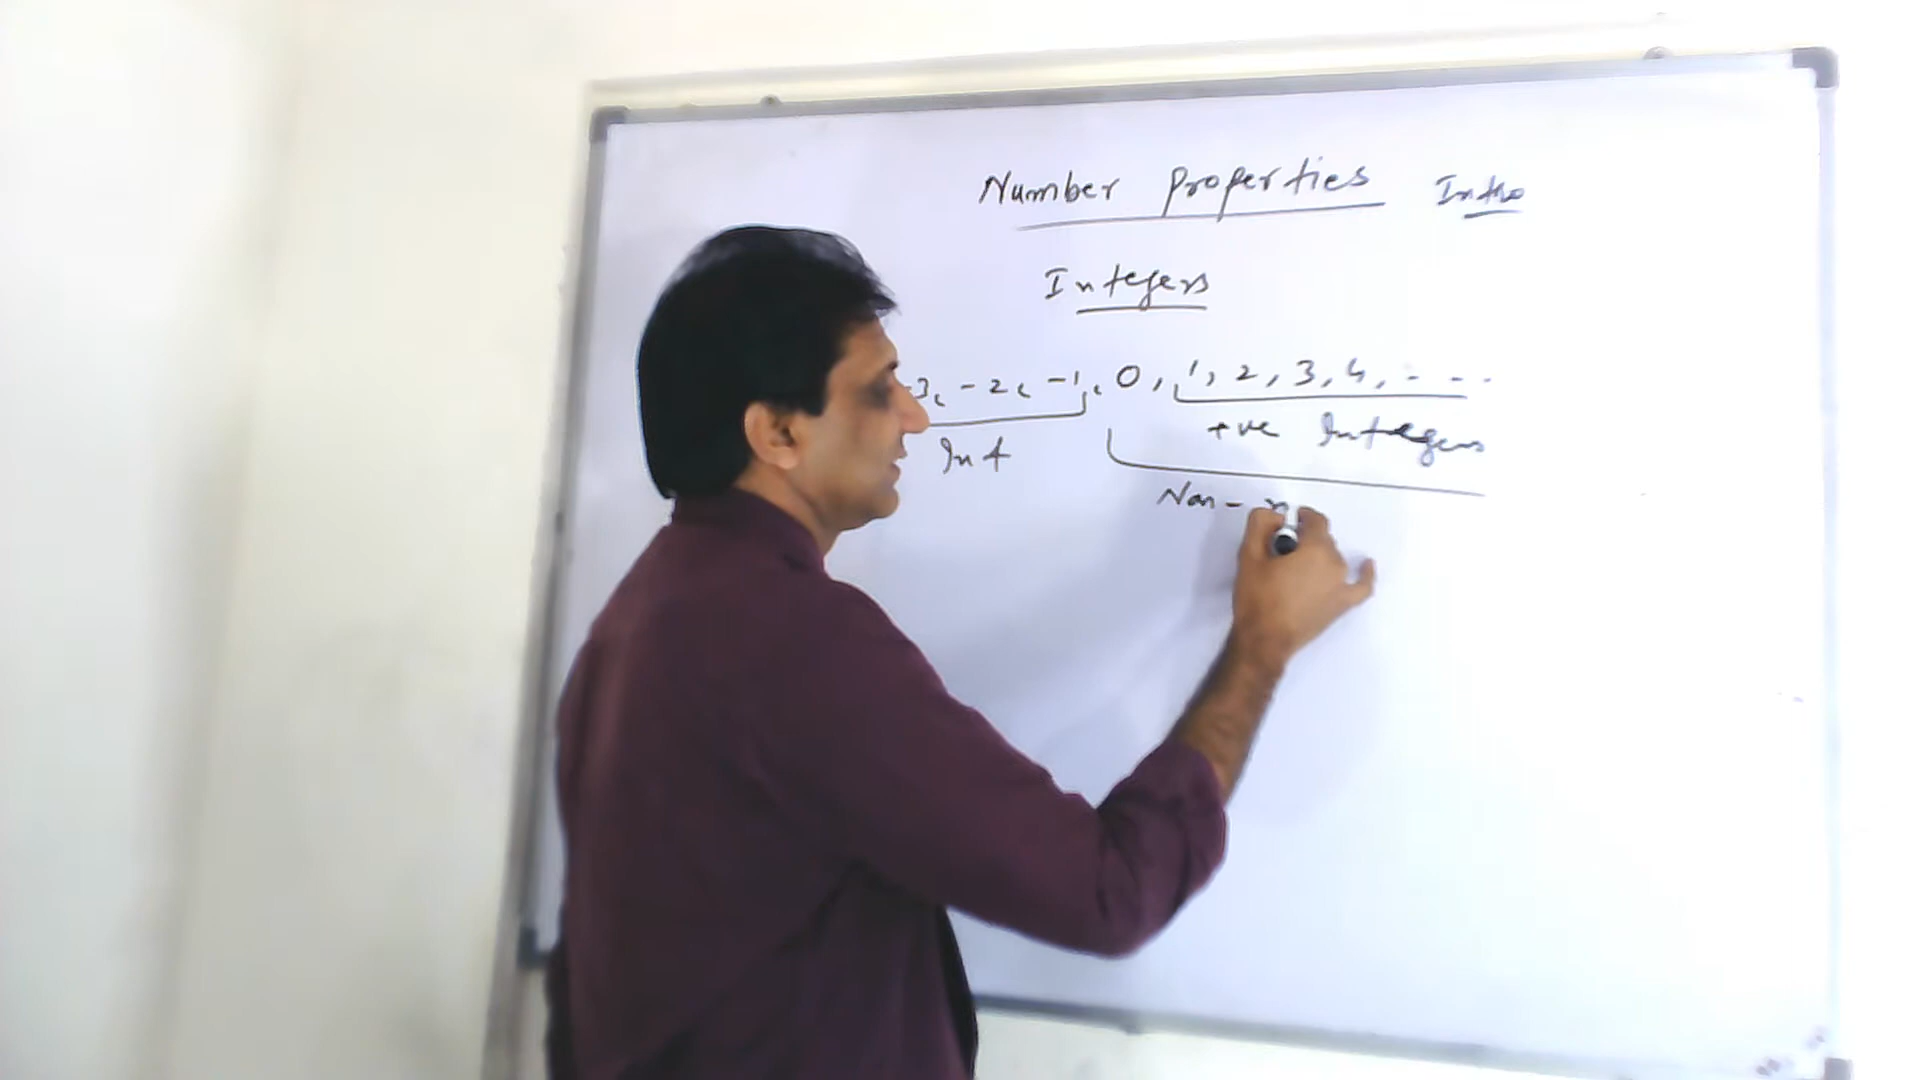 Number Properties Intro
Integers
-3, -2, -1, 0, 1, 2, 3, 4, - - -
+ve Integers
Int
Non-n